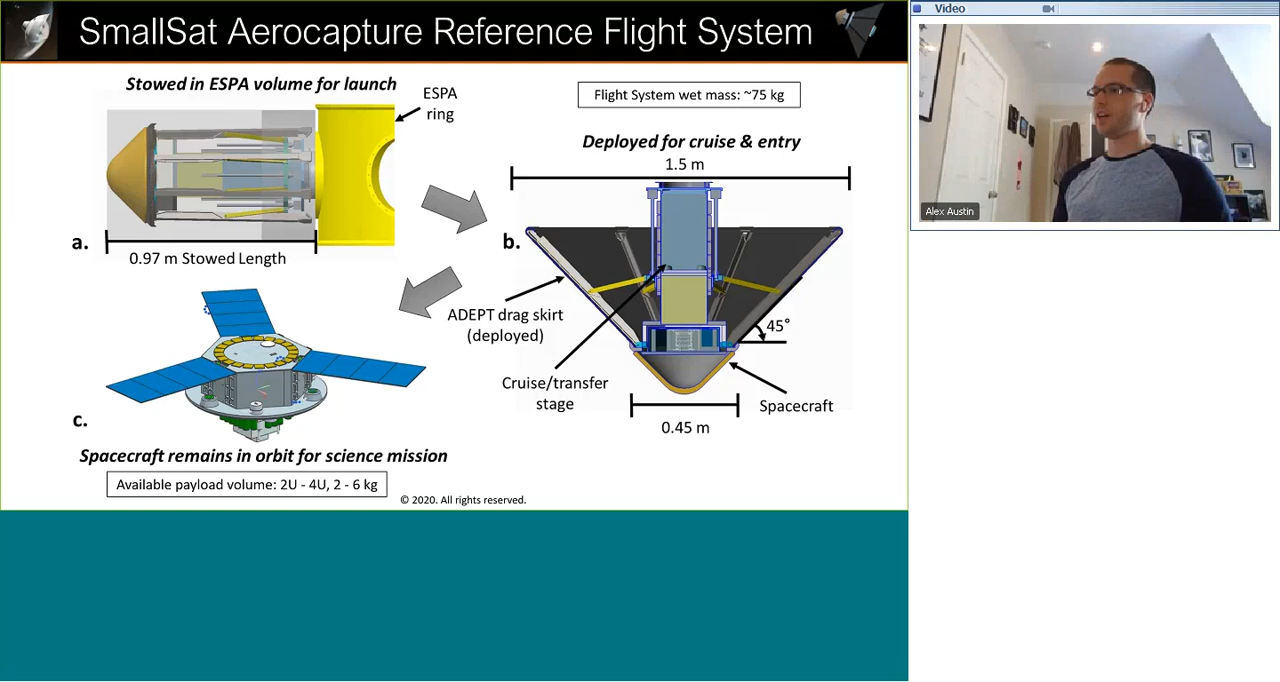 SmallSat Aerocapture Reference Flight System
Stowed in ESPA volume for launch
ESPA
ring
a.
0.97 m Stowed Length
Flight System wet mass: ~75 kg
Deployed for cruise & entry
1.5 m
b.
ADEPT drag skirt
(deployed)
45°
Cruise/transfer
stage
Spacecraft
0.45 m
c.
Spacecraft remains in orbit for science mission
Available payload volume: 2U - 4U, 2 - 6 kg
© 2020. All rights reserved.
Video
Alex Austin